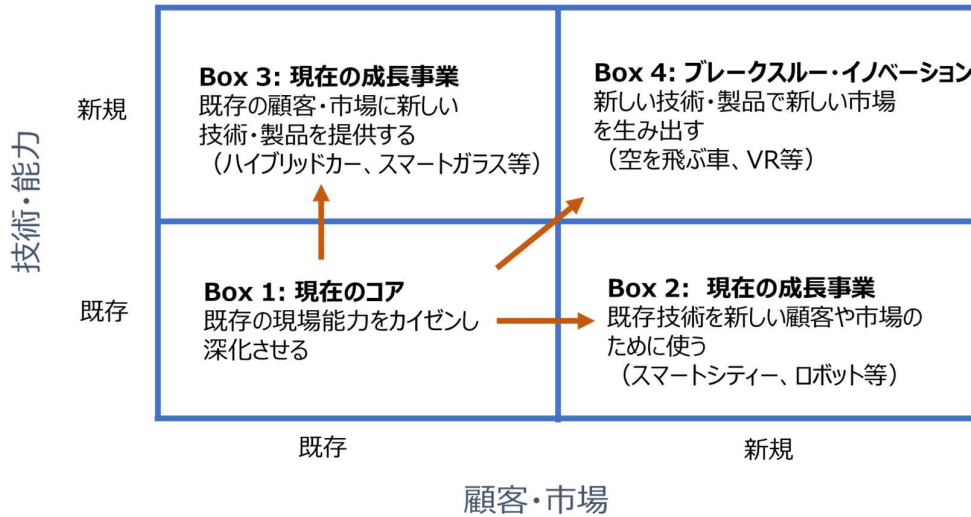 技術・能力
新規
Box 3: 現在の成長事業
既存の顧客・市場に新しい
技術・製品を提供する
（ハイブリッドカー、スマートガラス等）
Box 4: ブレークスルー・イノベーション
新しい技術・製品で新しい市場
を生み出す
（空を飛ぶ車、VR等）
既存
Box 1: 現在のコア
既存の現場能力をカイゼンし
深化させる
Box 2: 現在の成長事業
既存技術を新しい顧客や市場の
ために使う
（スマートシティー、ロボット等）
既存
新規
顧客・市場